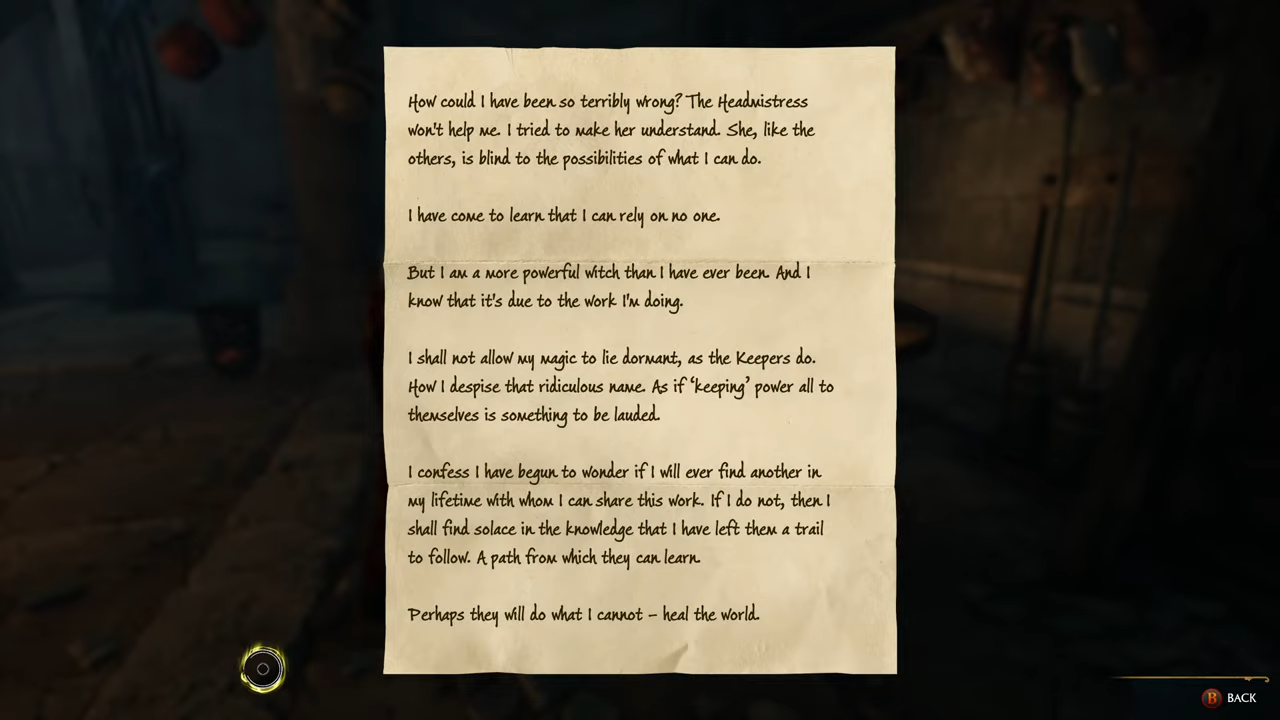 How could I have been so terribly wrong? The Headmistress
won't help me. I tried to make her understand. She, like the
others, is blind to the possibilities of what I can do.
I have come to learn that I can rely on no one.
But I am a more powerful witch than I have ever been. And I
know that it's due to the work I'm doing.
I shall not allow my magic to lie dormant, as the Keepers do.
How I despise that ridiculous name. As if ‘keeping’ power all to
themselves is something to be lauded.
I confess I have begun to wonder if I will ever find another in
my lifetime with whom I can share this work. If I do not, then I
shall find solace in the knowledge that I have left them a trail
to follow. A path from which they can learn.
Perhaps they will do what I cannot – heal the world.
B BACK